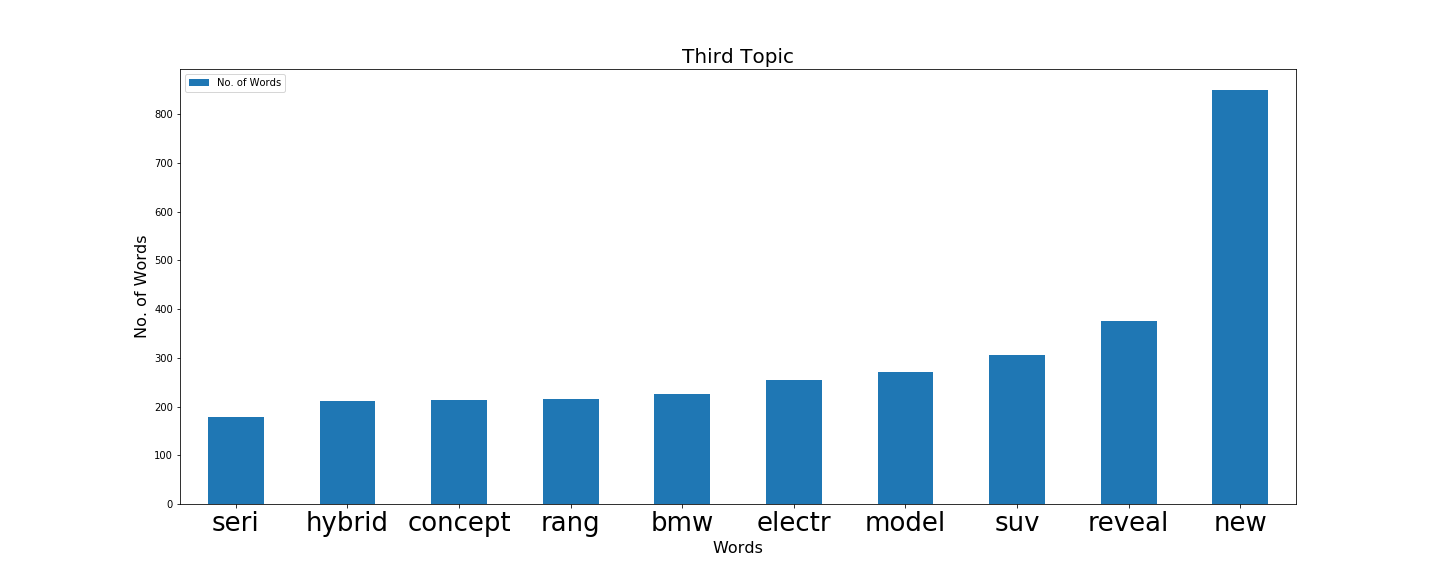 Third Topic
No. of Words
800
700
600
500
400
300
200
100
0
No. of Words
seri hybrid concept rang bmw electr model suv reveal new
Words